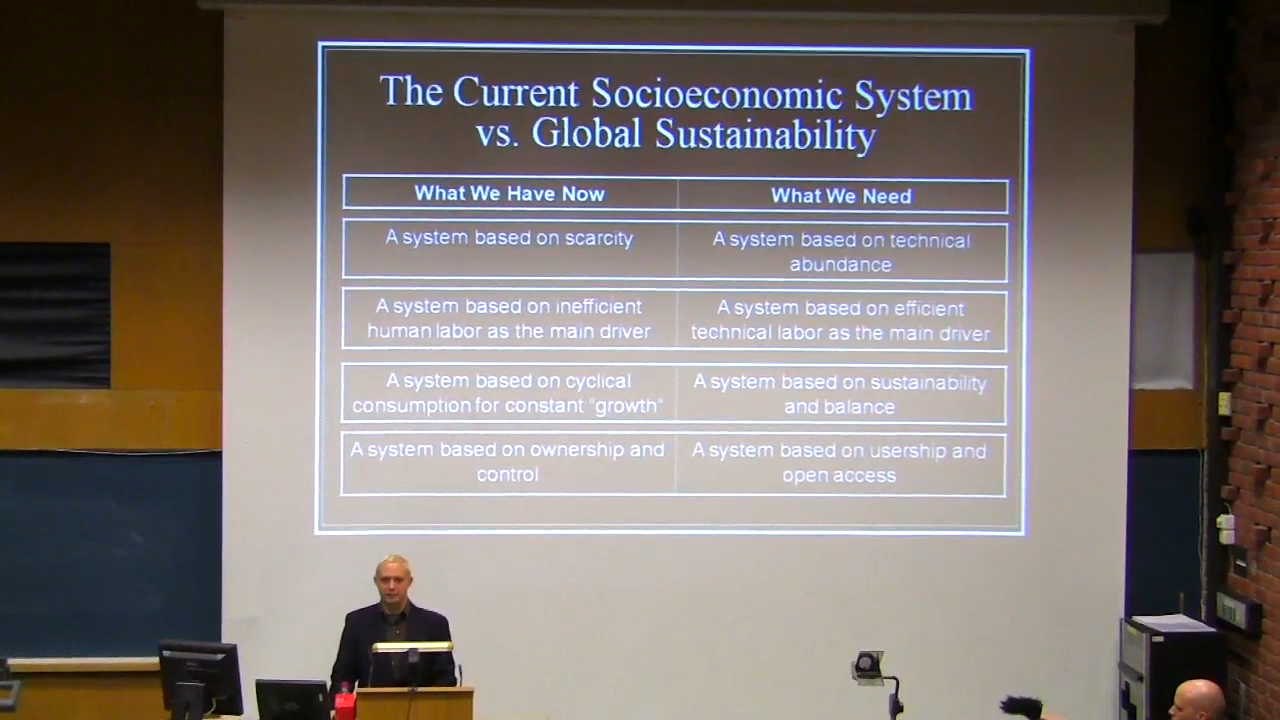 The Current Socioeconomic System
vs. Global Sustainability
What We Have Now
What We Need
A system based on scarcity
A system based on technical
abundance
A system based on inefficient
human labor as the main driver
A system based on efficient
technical labor as the main driver
A system based on cyclical
consumption for constant "growth"
A system based on sustainability
and balance
A system based on ownership and
control
A system based on usership and
open access